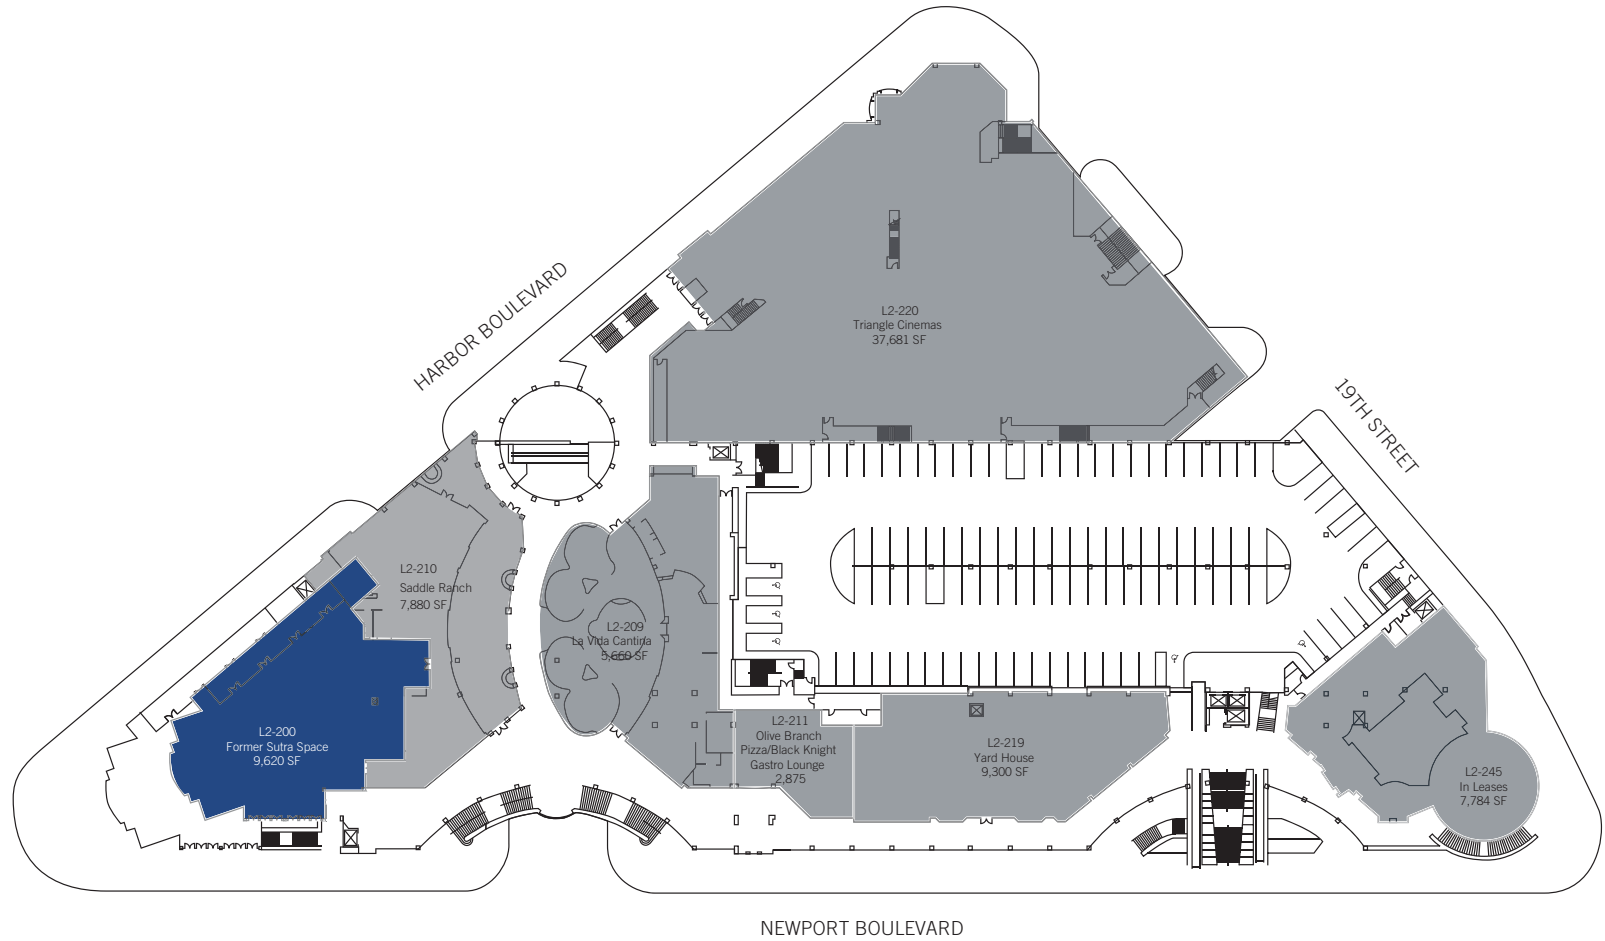 HARBOR BOULEVARD
19TH STREET
L2-220
Triangle Cinemas
37,681 SF
L2-210
Saddle Ranch
7,880 SF
L2-209
La Vida Cantina
5,660 SF
L2-200
Former Sutra Space
9,620 SF
L2-211
Olive Branch
Pizza/Black Knight
Gastro Lounge
2,875
L2-219
Yard House
9,300 SF
L2-245
In Leases
7,784 SF
NEWPORT BOULEVARD